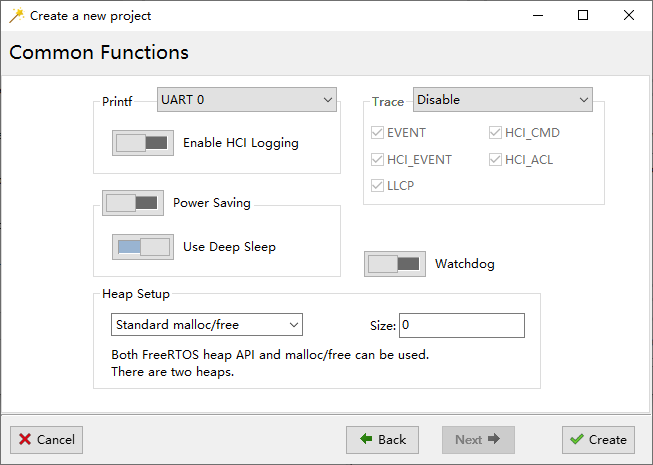 Create a new project
Common Functions
Printf UART 0
Enable HCI Logging
Trace Disable
EVENT HCI_CMD
HCI_EVENT HCI_ACL
LLCP
Power Saving
Use Deep Sleep
Watchdog
Heap Setup
Standard malloc/free
Size: 0
Both FreeRTOS heap API and malloc/free can be used.
There are two heaps.
Cancel
Back
Next
Create